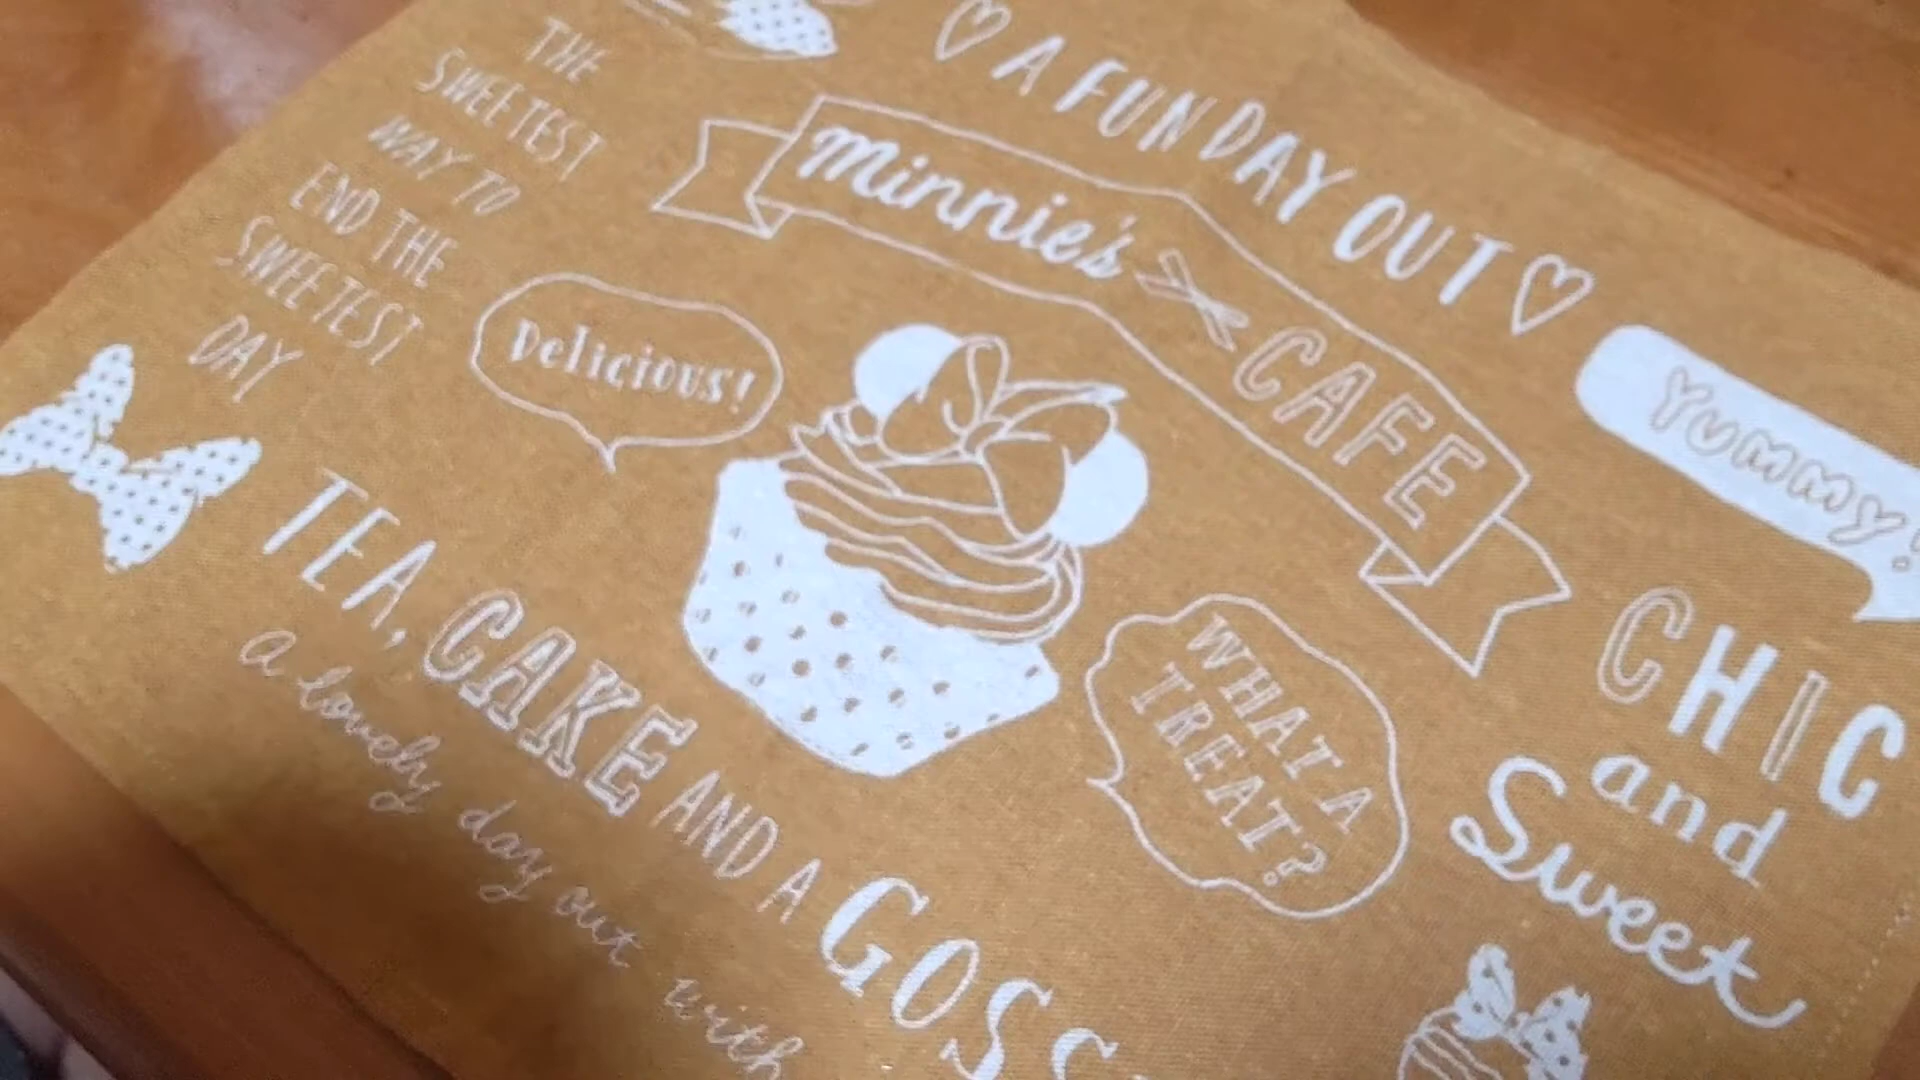 ♡ A FUN DAY OUT ♡
THE
SWEETEST
WAY TO
END THE
SWEETEST
DAY
minnie's CAFE
Delicious!
YUMMY!
WHAT A
TREAT?
CHIC
and
Sweet
TEA, CAKE AND A GOSS
a lovely day out with